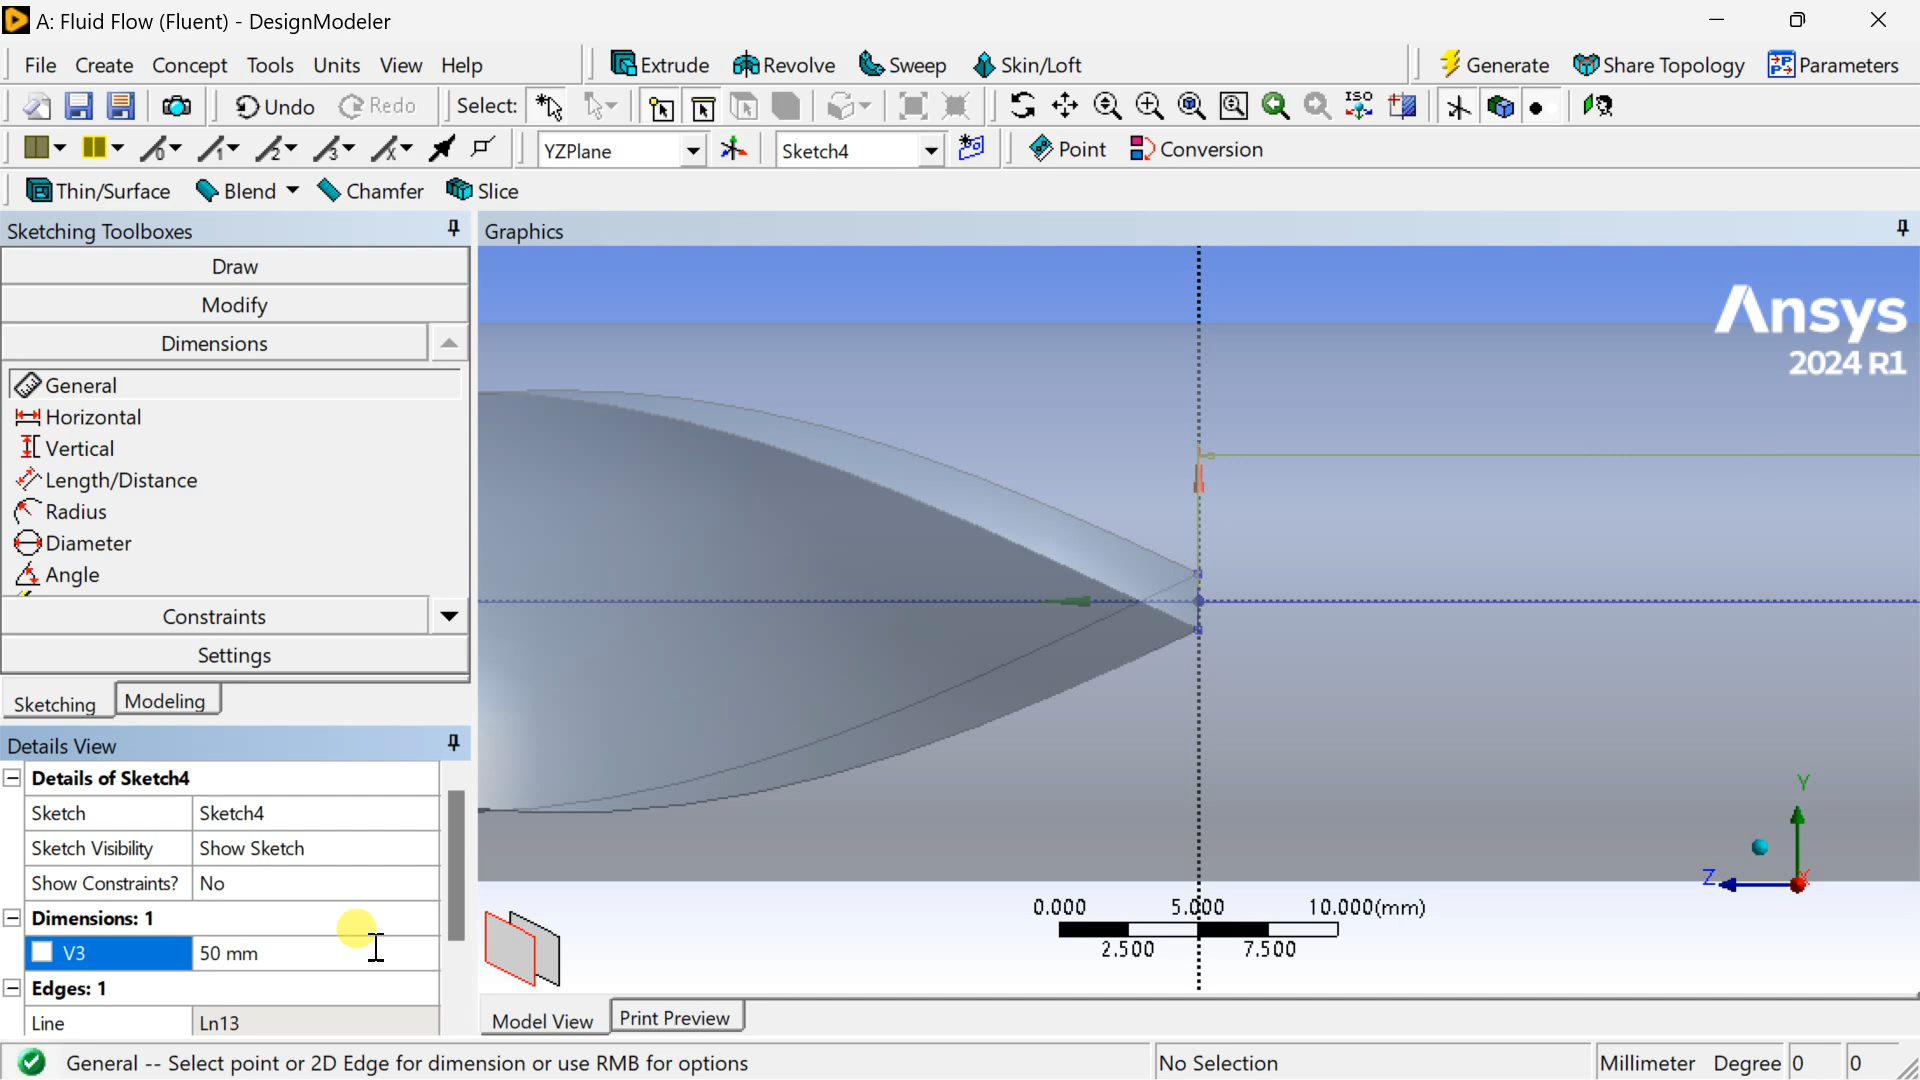 A: Fluid Flow (Fluent) - DesignModeler
File Create Concept Tools Units View Help Extrude Revolve Sweep Skin/Loft Generate Share Topology Parameters
Undo Redo Select: ISO
YZPlane Sketch4 Point Conversion
Thin/Surface Blend Chamfer Slice
Sketching Toolboxes
Draw
Modify
Dimensions
General
Horizontal
Vertical
Length/Distance
Radius
Diameter
Angle
Constraints
Settings
Sketching Modeling
Details View
Details of Sketch4
Sketch Sketch4
Sketch Visibility Show Sketch
Show Constraints? No
Dimensions: 1
V3 50 mm
Edges: 1
Line Ln13
Graphics
Ansys
2024 R1
Y
Z X
0.000 5.000 10.000(mm)
2.500 7.500
Model View Print Preview
General -- Select point or 2D Edge for dimension or use RMB for options No Selection Millimeter Degree 0 0